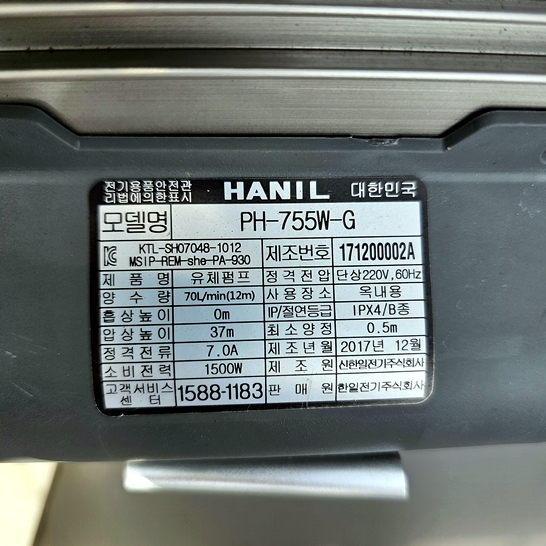 전기용품안전관
리법에의한표시
HANIL 대한민국
모델명 PH-755W-G
KTL-SH07048-1012
MSIP-REM-she-PA-930
제조번호 171200002A
제품명 유체펌프 정격전압 단상220V,60Hz
양수량 70L/min(12m) 사용장소 옥내용
흡상높이 0m IP/절연등급 IPX4/B종
압상높이 37m 최소양정 0.5m
정격전류 7.0A 제조년월 2017년 12월
소비전력 1500W 제조원 신한일전기주식회사
고객서비스
센터
1588-1183 판매원 한일전기주식회사